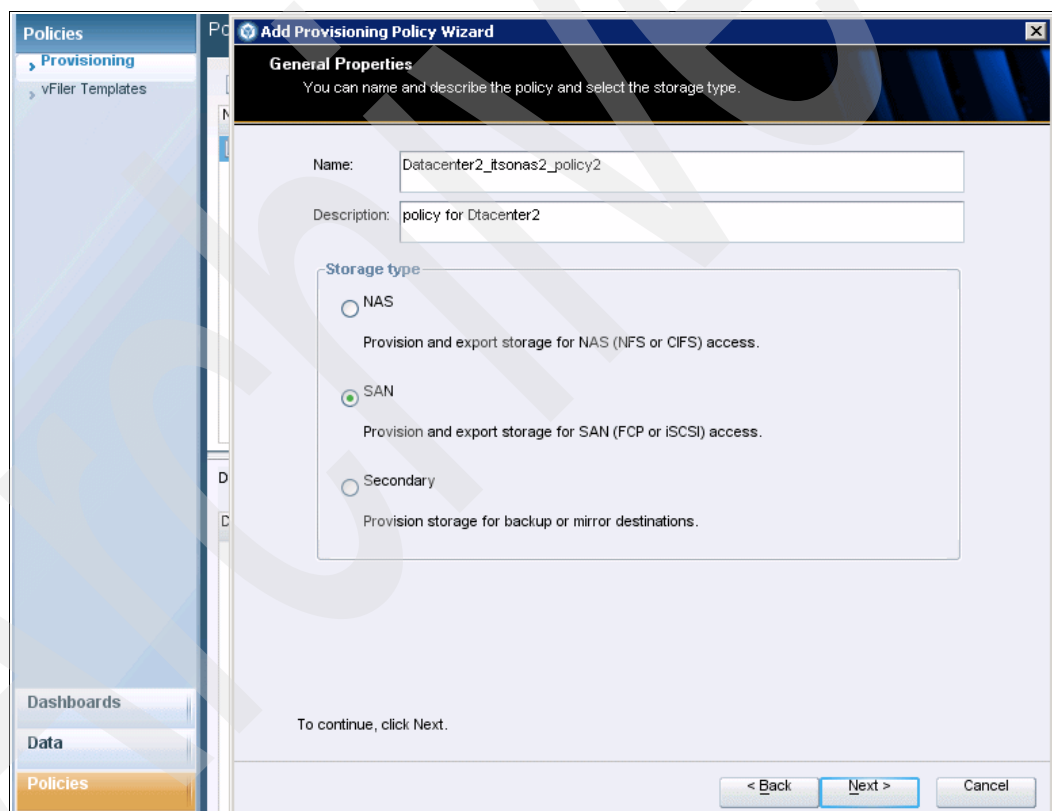 Policies
Provisioning
vFiler Templates
Po
Add Provisioning Policy Wizard
General Properties
You can name and describe the policy and select the storage type.
N
Name:
Datacenter2_itsonas2_policy2
Description:
policy for Dtacenter2
Storage type
NAS
Provision and export storage for NAS (NFS or CIFS) access.
SAN
Provision and export storage for SAN (FCP or iSCSI) access.
D
Secondary
D
Provision storage for backup or mirror destinations.
Dashboards
To continue, click Next.
Data
Policies
< Back
Next >
Cancel